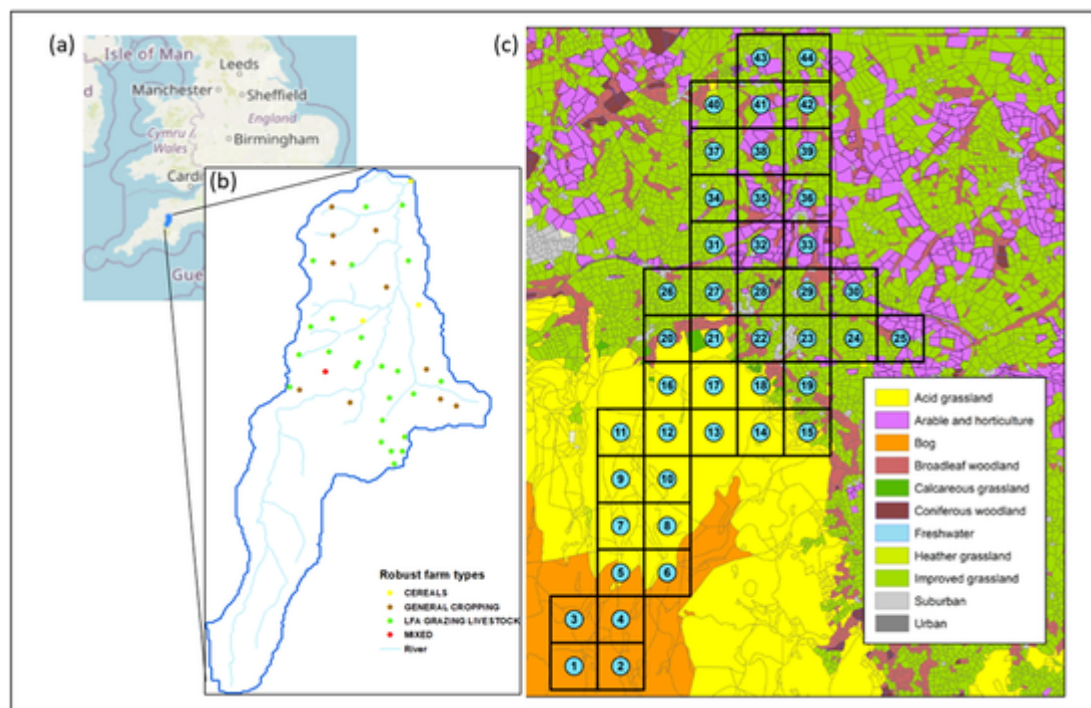 (a)
Isle of Man
Leeds
Manchester
Sheffield
England
Cymru
Wales
Birmingham
Cardi
Gue
(b)
Robust farm types
CEREALS
GENERAL CROPPING
LFA GRAZING LIVESTOCK
MIXED
River
(c)
43 44
40 41 42
37 38 39
34 35 36
31 32 33
26 27 28 29 30
20 21 22 23 24 25
16 17 18 19
11 12 13 14 15
9 10
7 8
5 6
3 4
1 2
Acid grassland
Arable and horticulture
Bog
Broadleaf woodland
Calcareous grassland
Coniferous woodland
Freshwater
Heather grassland
Improved grassland
Suburban
Urban